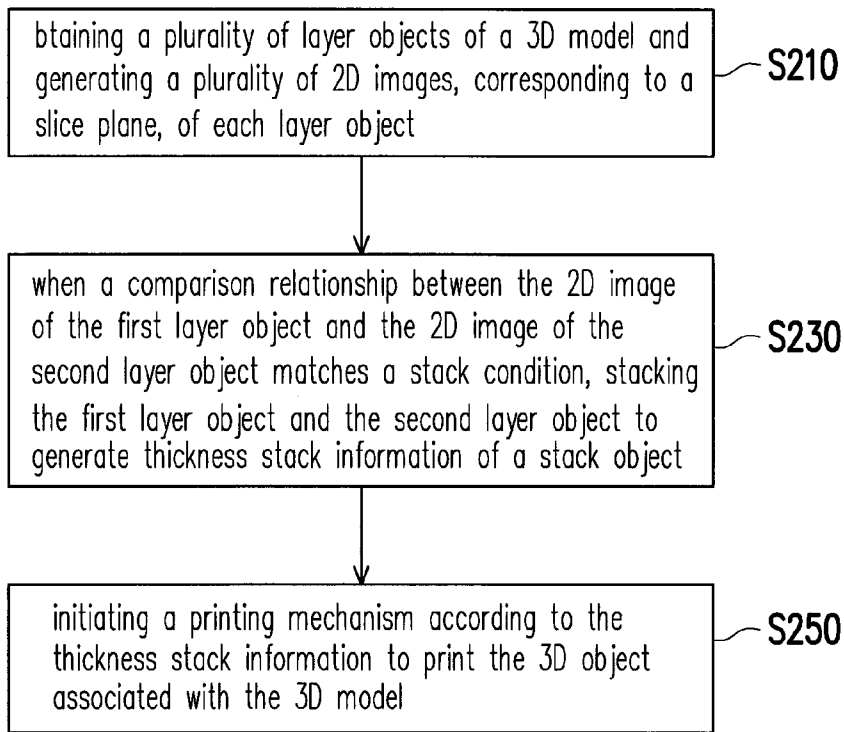 btaining a plurality of layer objects of a 3D model and
generating a plurality of 2D images, corresponding to a
slice plane, of each layer object
S210
when a comparison relationship between the 2D image
of the first layer object and the 2D image of the
second layer object matches a stack condition, stacking
the first layer object and the second layer object to
generate thickness stack information of a stack object
S230
initiating a printing mechanism according to the
thickness stack information to print the 3D object
associated with the 3D model
S250